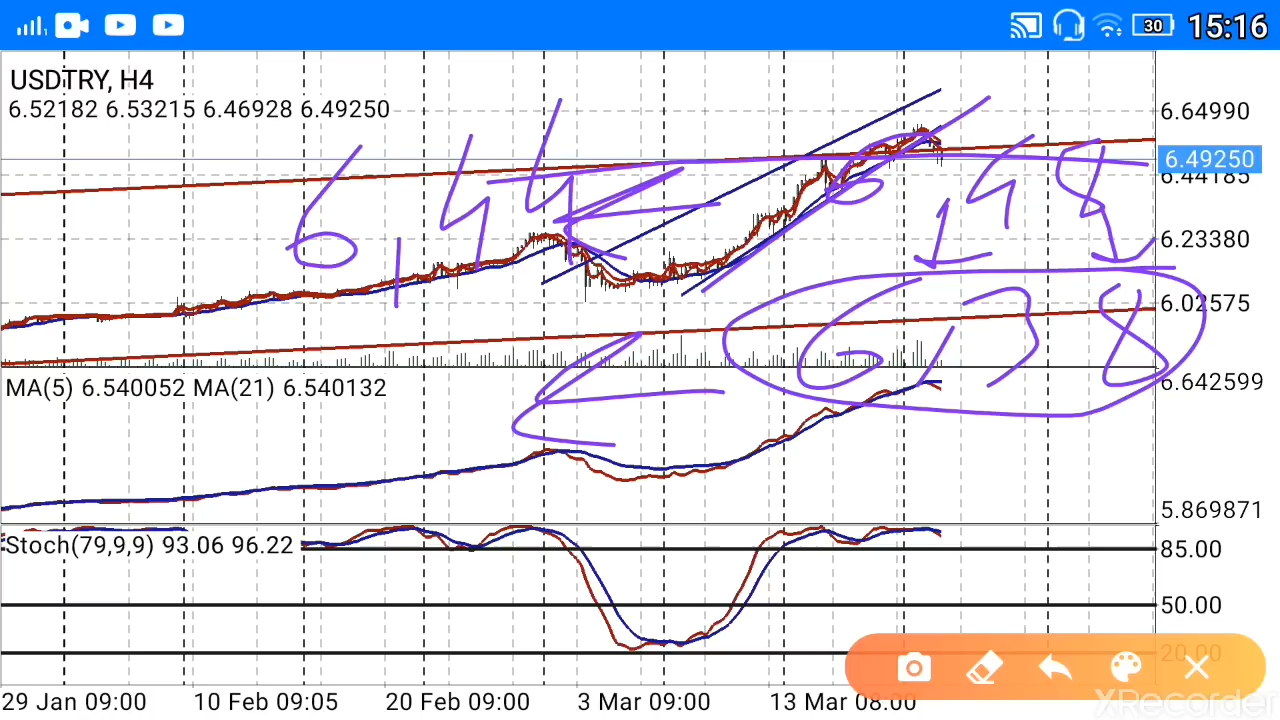 30 15:16
USDTRY, H4
6.52182 6.53215 6.46928 6.49250
6.64990
6.49250
6.44185
6,44
6.23380
6.02575
6,38
MA(5) 6.540052 MA(21) 6.540132
6.642599
5.869871
Stoch(79,9,9) 93.06 96.22
85.00
50.00
20.00
29 Jan 09:00 10 Feb 09:05 20 Feb 09:00 3 Mar 09:00 13 Mar 08:00
XRecorder